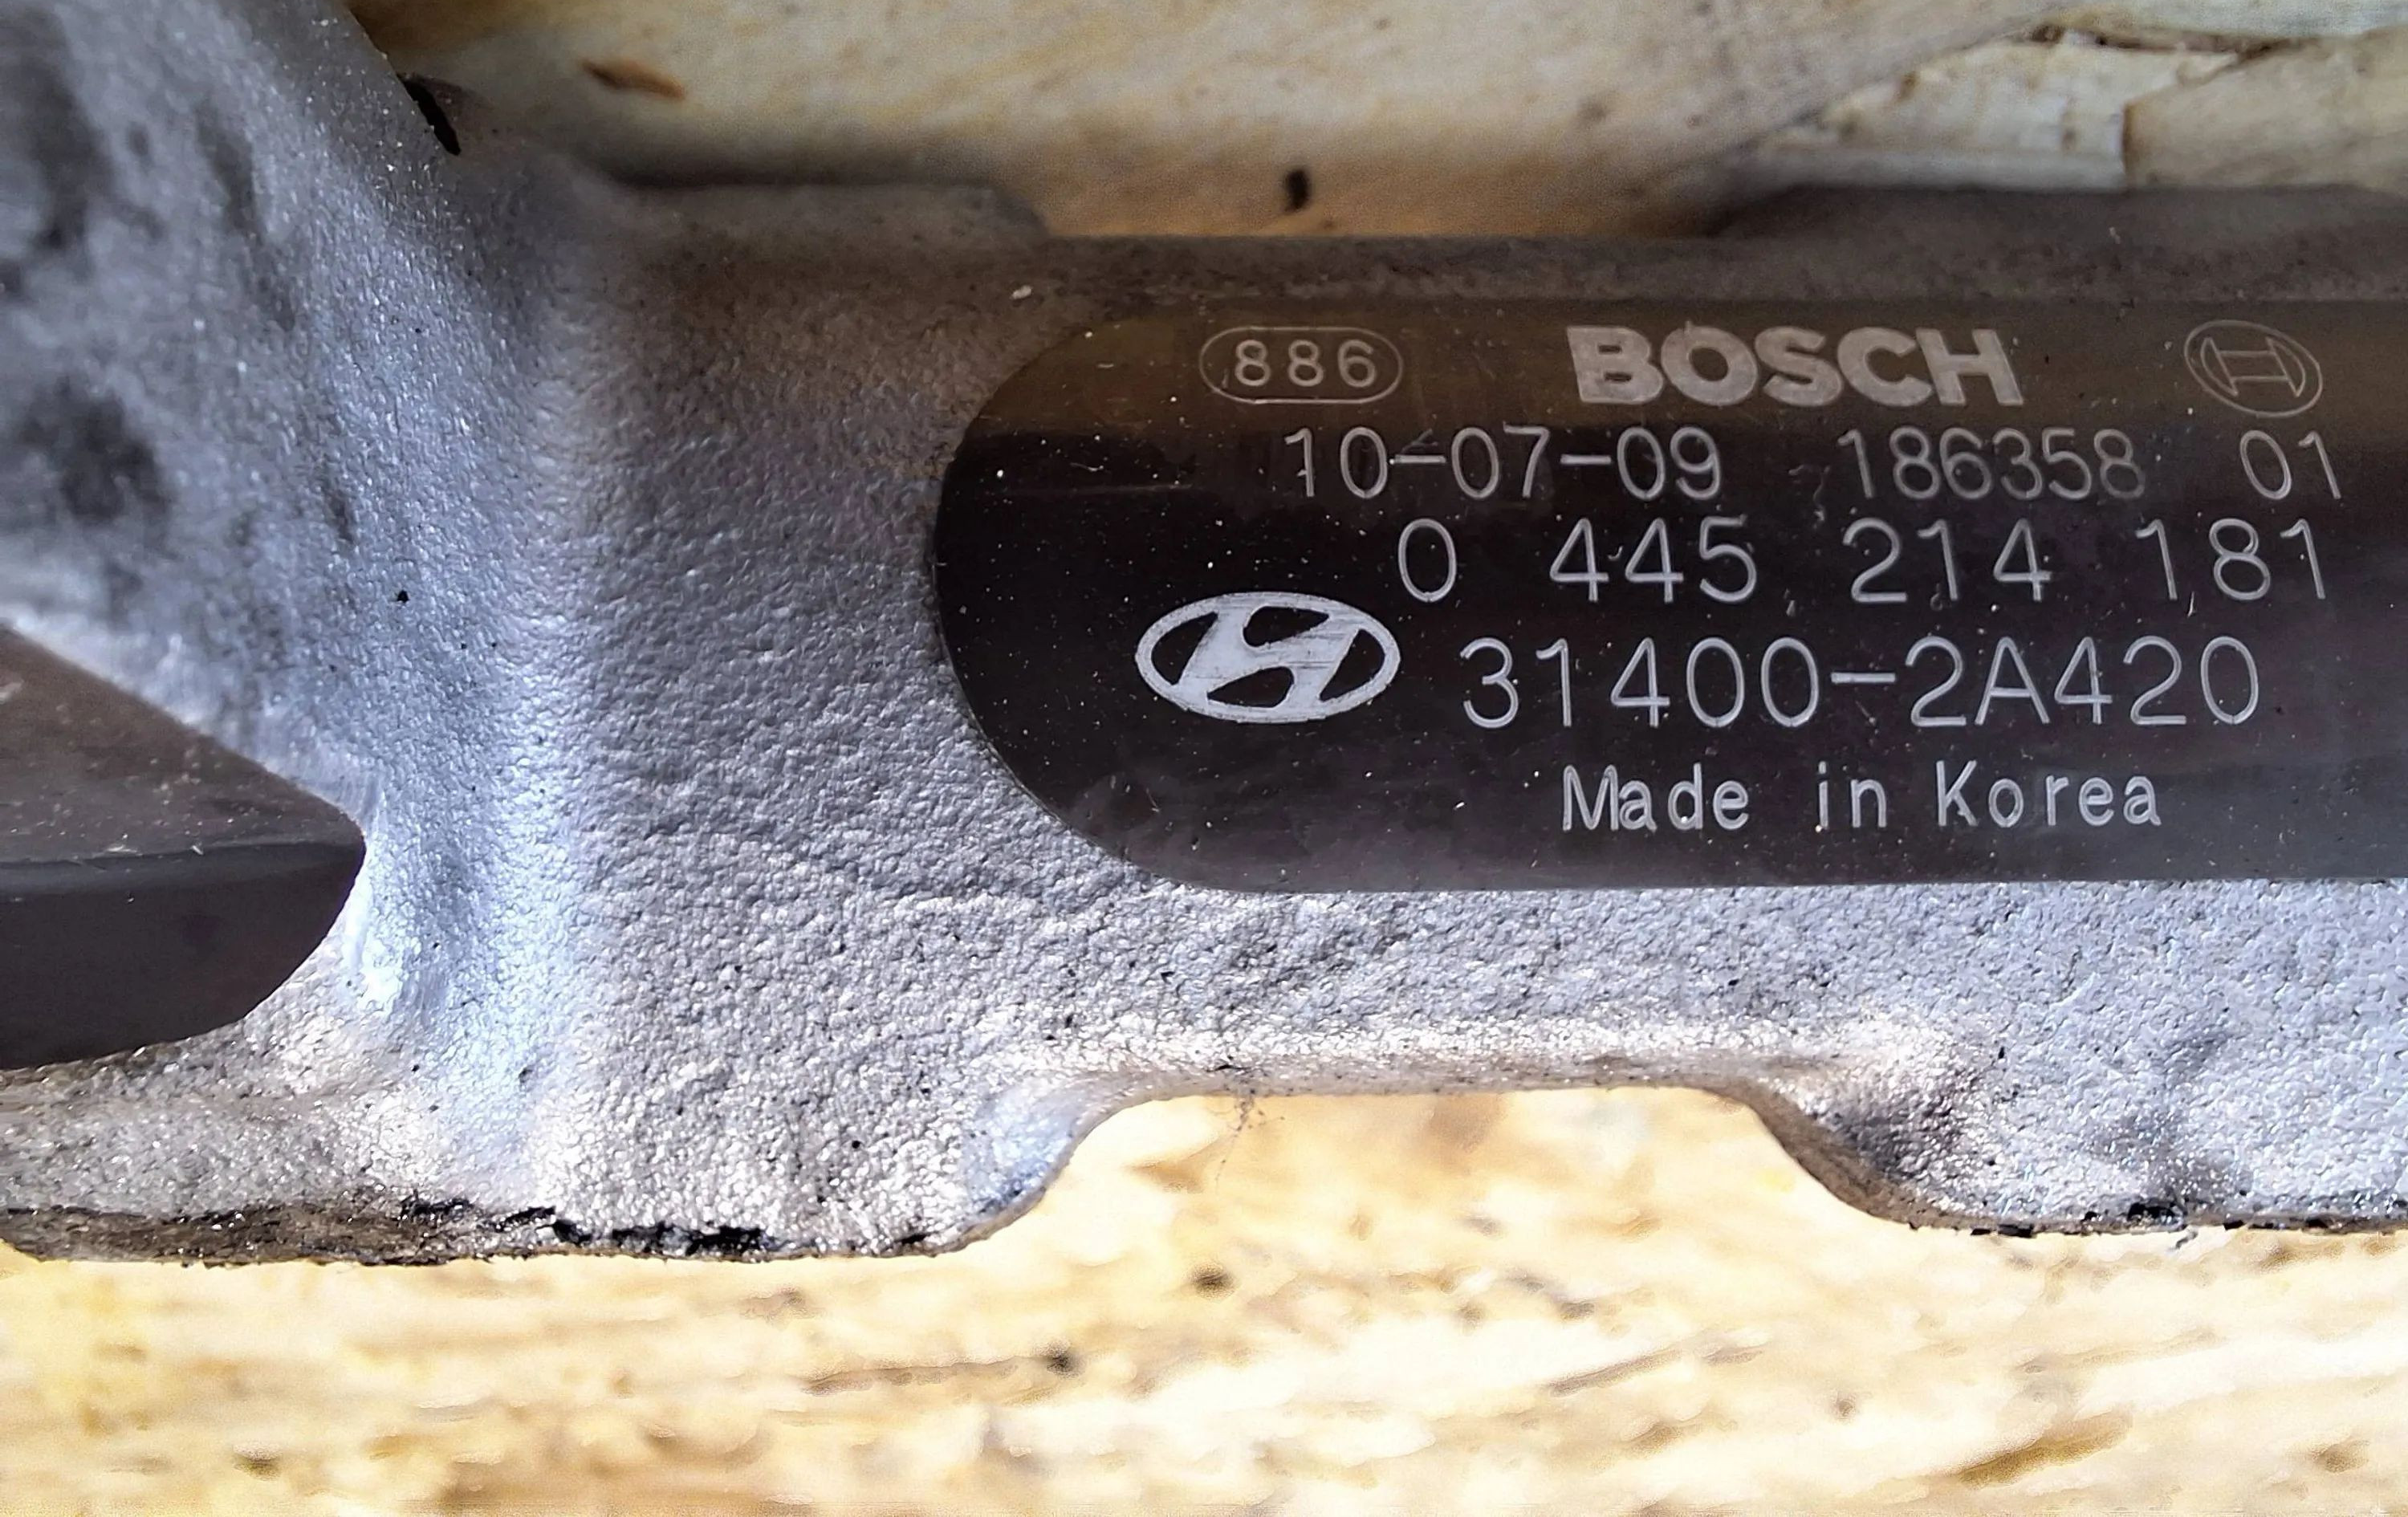 886 BOSCH
10-07-09 186358 01
0 445 214 181
31400-2A420
Made in Korea